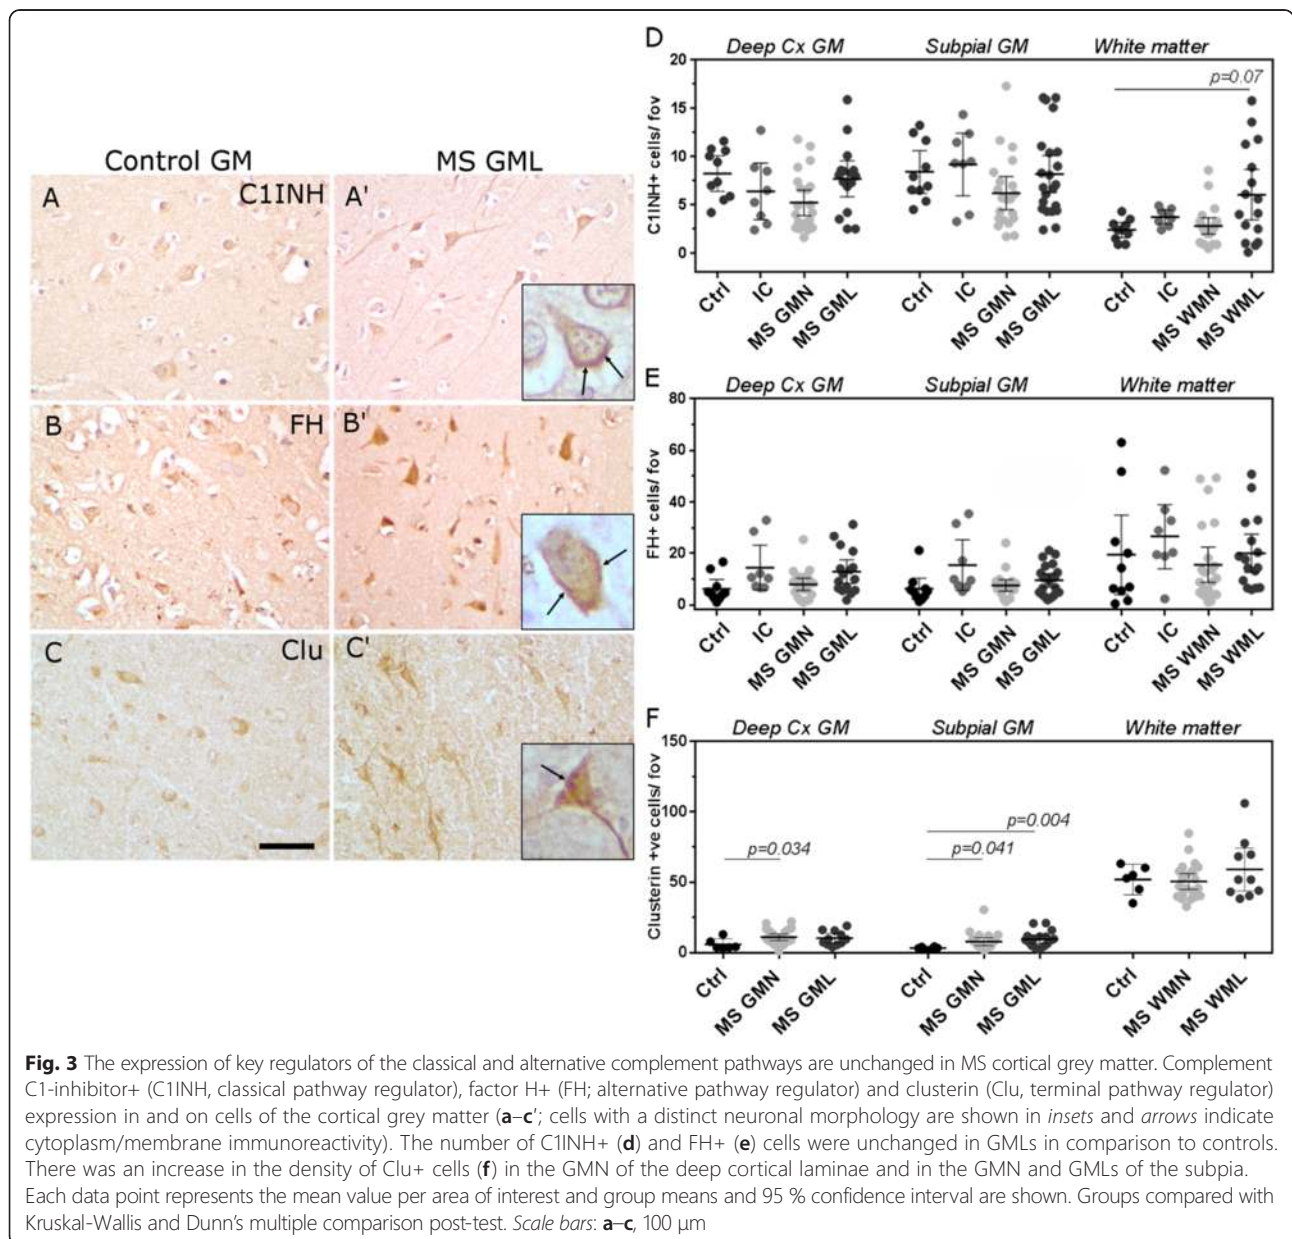 Control GM
MS GML
A
C1INH
A'
B
FH
B'
C
Clu
C'
D
Deep Cx GM
Subpial GM
White matter
C1INH+ cells/ fov
20
15
10
5
0
p=0.07
Ctrl
IC
MS GMN
MS GML
Ctrl
IC
MS GMN
MS GML
Ctrl
IC
MS WMN
MS WML
E
Deep Cx GM
Subpial GM
White matter
FH+ cells/ fov
80
60
40
20
0
Ctrl
IC
MS GMN
MS GML
Ctrl
IC
MS GMN
MS GML
Ctrl
IC
MS WMN
MS WML
F
Deep Cx GM
Subpial GM
White matter
Clusterin +ve cells/ fov
150
100
50
0
p=0.034
p=0.004
p=0.041
Ctrl
MS GMN
MS GML
Ctrl
MS GMN
MS GML
Ctrl
MS WMN
MS WML
Fig. 3 The expression of key regulators of the classical and alternative complement pathways are unchanged in MS cortical grey matter. Complement
C1-inhibitor+ (C1INH, classical pathway regulator), factor H+ (FH; alternative pathway regulator) and clusterin (Clu, terminal pathway regulator)
expression in and on cells of the cortical grey matter (a–c′; cells with a distinct neuronal morphology are shown in insets and arrows indicate
cytoplasm/membrane immunoreactivity). The number of C1INH+ (d) and FH+ (e) cells were unchanged in GMLs in comparison to controls.
There was an increase in the density of Clu+ cells (f) in the GMN of the deep cortical laminae and in the GMN and GMLs of the subpia.
Each data point represents the mean value per area of interest and group means and 95 % confidence interval are shown. Groups compared with
Kruskal-Wallis and Dunn's multiple comparison post-test. Scale bars: a–c, 100 μm